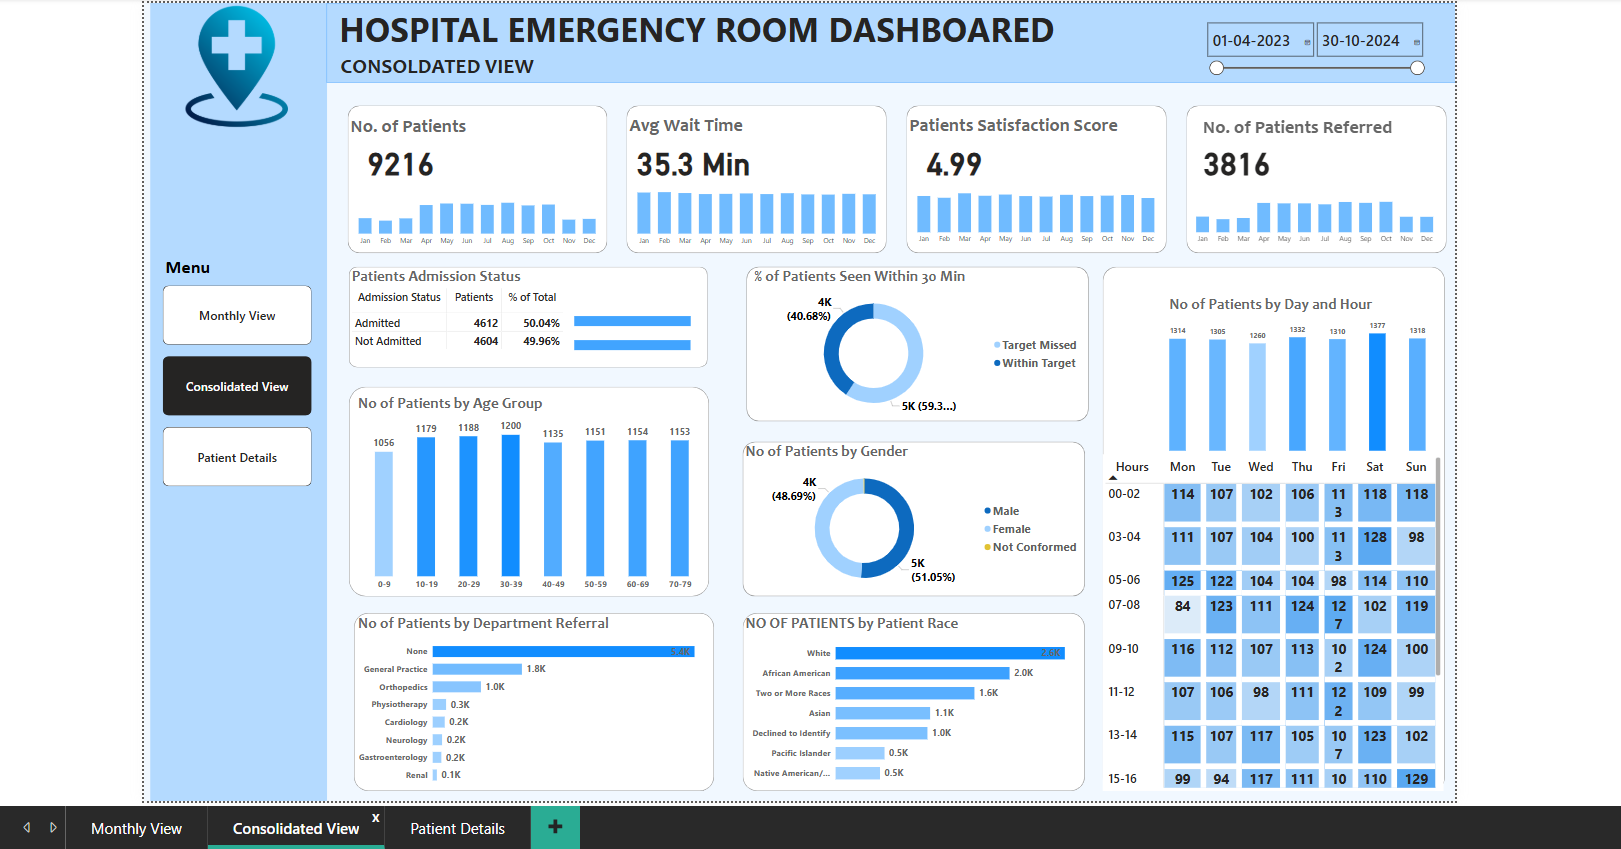 HOSPITAL EMERGENCY ROOM DASHBOARED
CONSOLDATED VIEW
01-04-2023
30-10-2024
No. of Patients
9216
Jan Feb Mar Apr May Jun Jul Aug Sep Oct Nov Dec
Avg Wait Time
35.3 Min
Jan Feb Mar Apr May Jun Jul Aug Sep Oct Nov Dec
Patients Satisfaction Score
4.99
Jan Feb Mar Apr May Jun Jul Aug Sep Oct Nov Dec
No. of Patients Referred
3816
Jan Feb Mar Apr May Jun Jul Aug Sep Oct Nov Dec
Menu
Monthly View
Consolidated View
Patient Details
Patients Admission Status
Admission Status Patients % of Total
Admitted 4612 50.04%
Not Admitted 4604 49.96%
No of Patients by Age Group
1056 1179 1188 1200 1135 1151 1154 1153
0-9 10-19 20-29 30-39 40-49 50-59 60-69 70-79
No of Patients by Department Referral
None 5.4K
General Practice 1.8K
Orthopedics 1.0K
Physiotherapy 0.3K
Cardiology 0.2K
Neurology 0.2K
Gastroenterology 0.2K
Renal 0.1K
% of Patients Seen Within 30 Min
4K
(40.68%)
5K (59.3...)
Target Missed
Within Target
No of Patients by Gender
4K
(48.69%)
5K
(51.05%)
Male
Female
Not Conformed
NO OF PATIENTS by Patient Race
White 2.6K
African American 2.0K
Two or More Races 1.6K
Asian 1.1K
Declined to Identify 1.0K
Pacific Islander 0.5K
Native American/... 0.5K
No of Patients by Day and Hour
1314 1305 1260 1332 1310 1377 1318
Hours Mon Tue Wed Thu Fri Sat Sun
00-02 114 107 102 106 113 118 118
03-04 111 107 104 100 113 128 98
05-06 125 122 104 104 98 114 110
07-08 84 123 111 124 127 102 119
09-10 116 112 107 113 102 124 100
11-12 107 106 98 111 122 109 99
13-14 115 107 117 105 107 123 102
15-16 99 94 117 111 10 110 129
Monthly View
Consolidated View
x
Patient Details
+